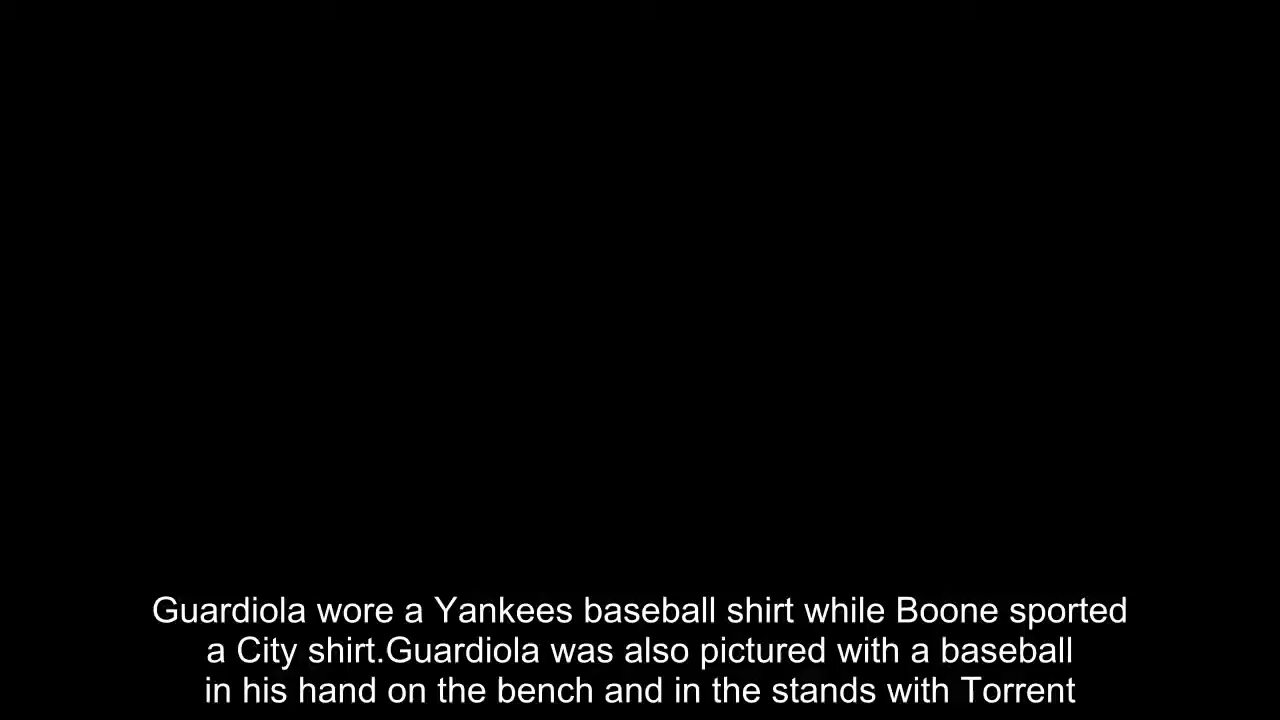 Guardiola wore a Yankees baseball shirt while Boone sported
a City shirt.Guardiola was also pictured with a baseball
in his hand on the bench and in the stands with Torrent